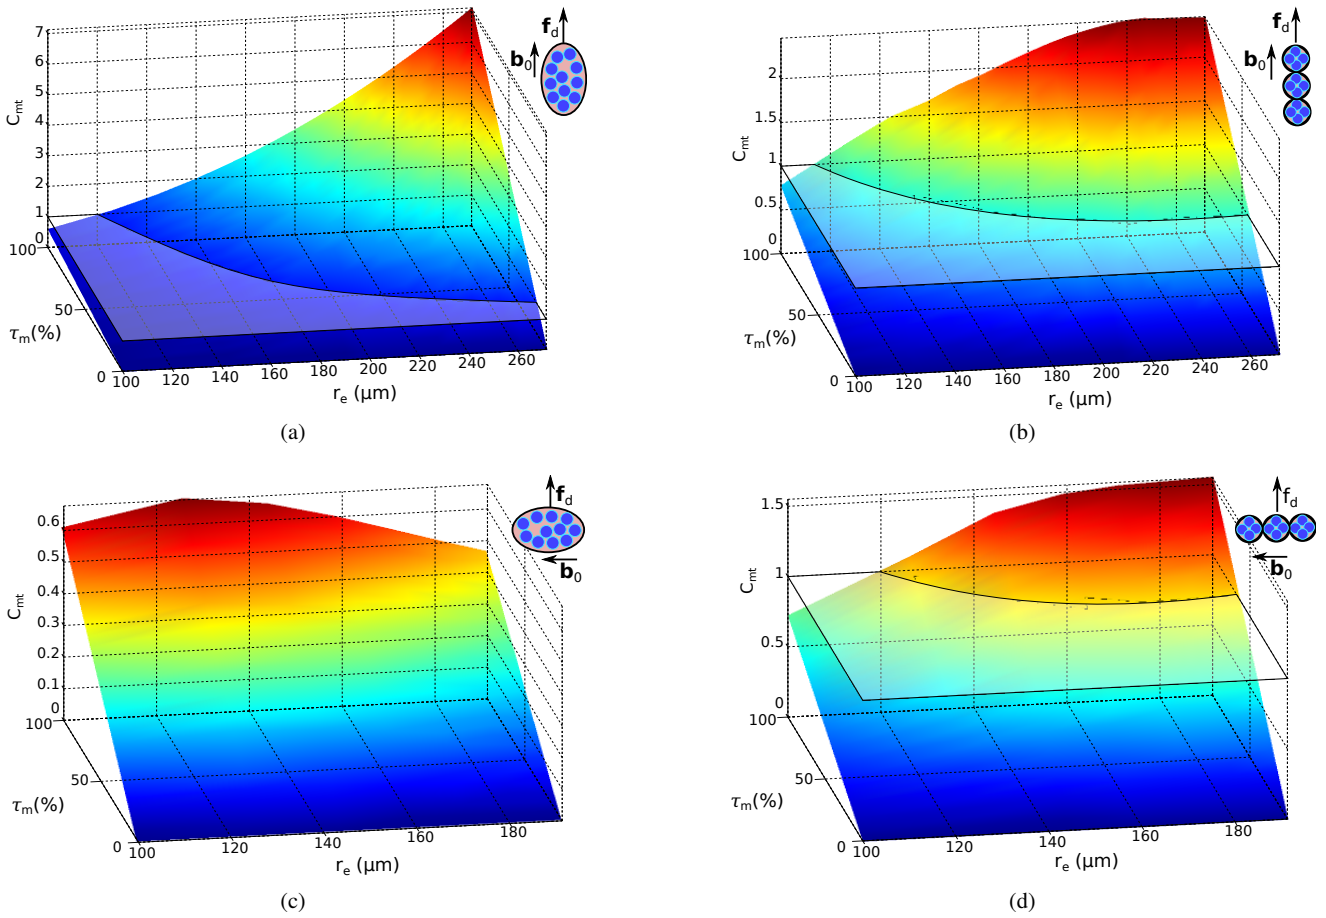 7
6
5
4
3
2
1
0
C_mt
100
50
0
τ_m(%)
100 120 140 160 180 200 220 240 260
r_e (µm)
f_d
b_0
(a)
2
1.5
1
0.5
0
C_mt
100
50
0
τ_m(%)
100 120 140 160 180 200 220 240 260
r_e (µm)
f_d
b_0
(b)
0.6
0.5
0.4
0.3
0.2
0.1
0
C_mt
100
50
0
τ_m(%)
100 120 140 160 180
r_e (µm)
f_d
b_0
(c)
1.5
1
0.5
0
C_mt
100
50
0
τ_m(%)
100 120 140 160 180
r_e (µm)
f_d
b_0
(d)